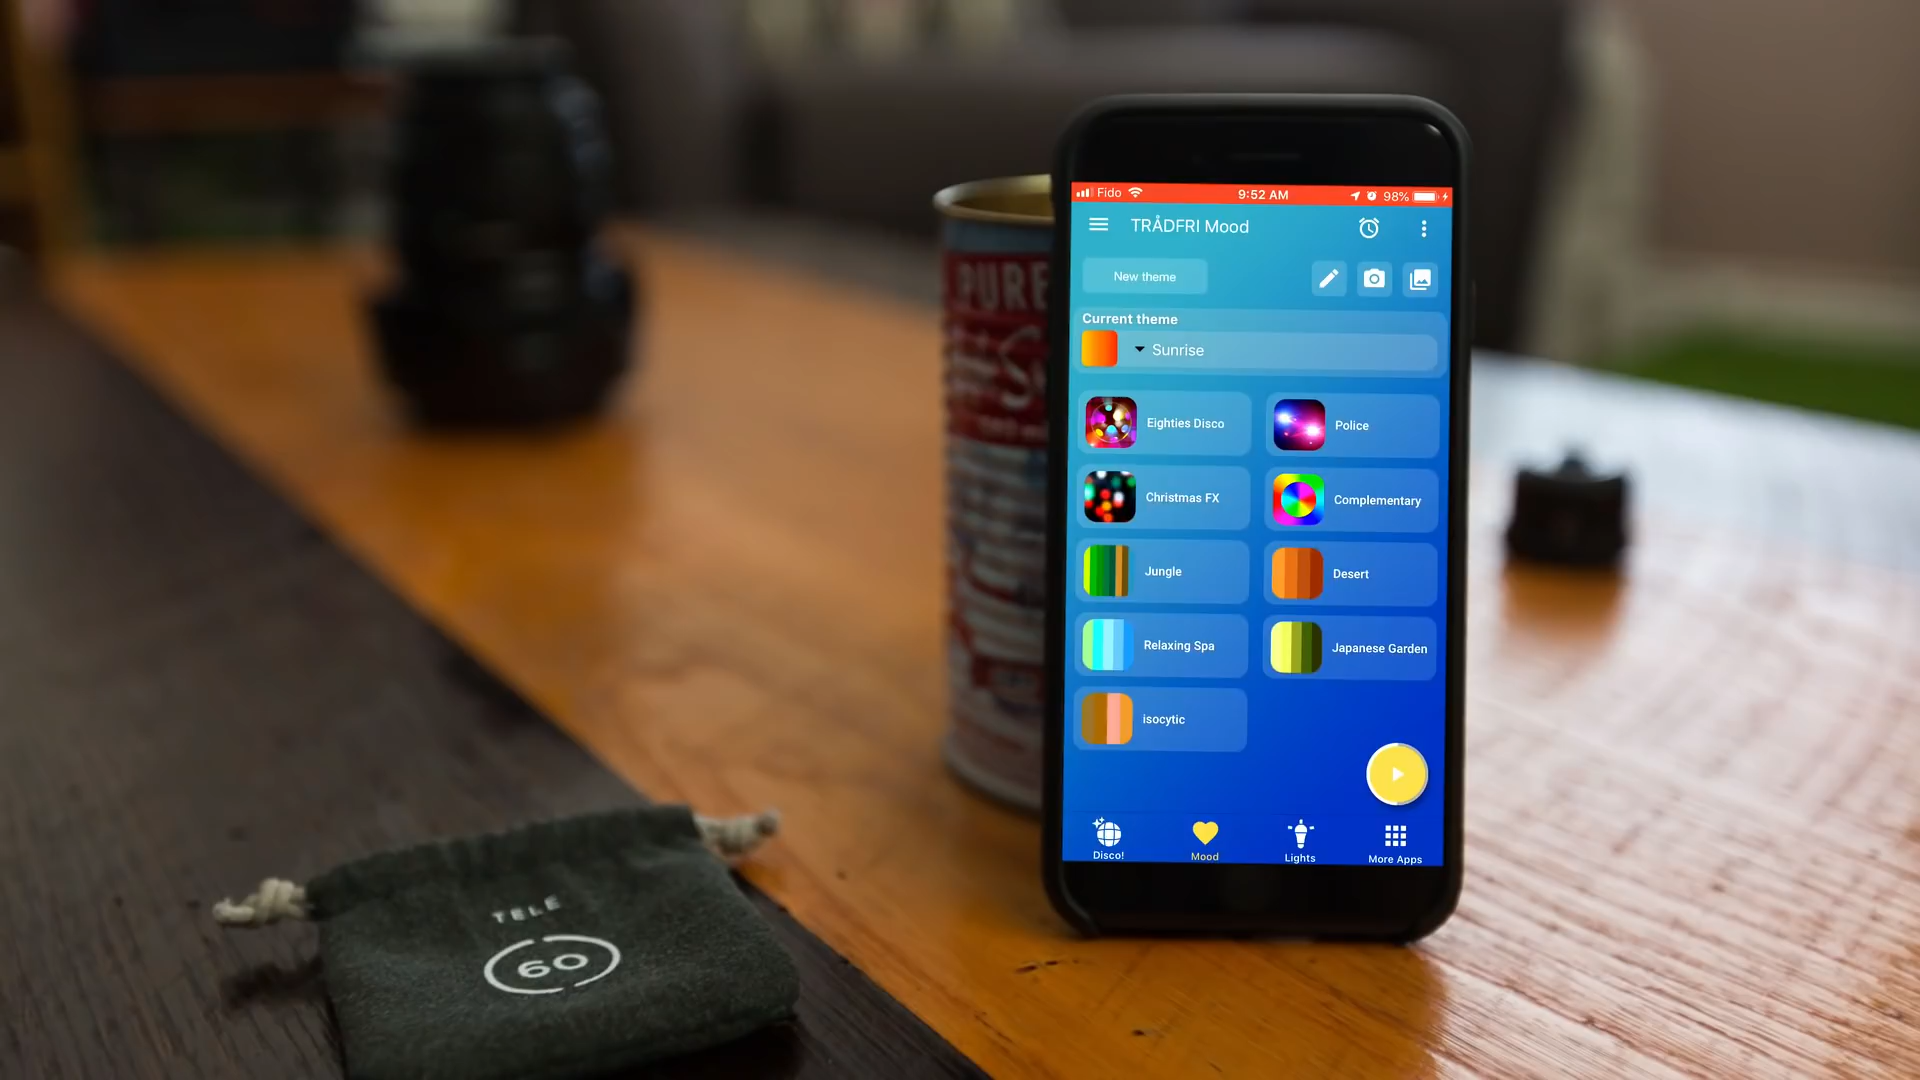 Fido 9:52 AM 98%
TRÅDFRI Mood
New theme
Current theme
Sunrise
Eighties Disco
Police
Christmas FX
Complementary
Jungle
Desert
Relaxing Spa
Japanese Garden
isocytic
Disco!
Mood
Lights
More Apps
PURE
TELE
60